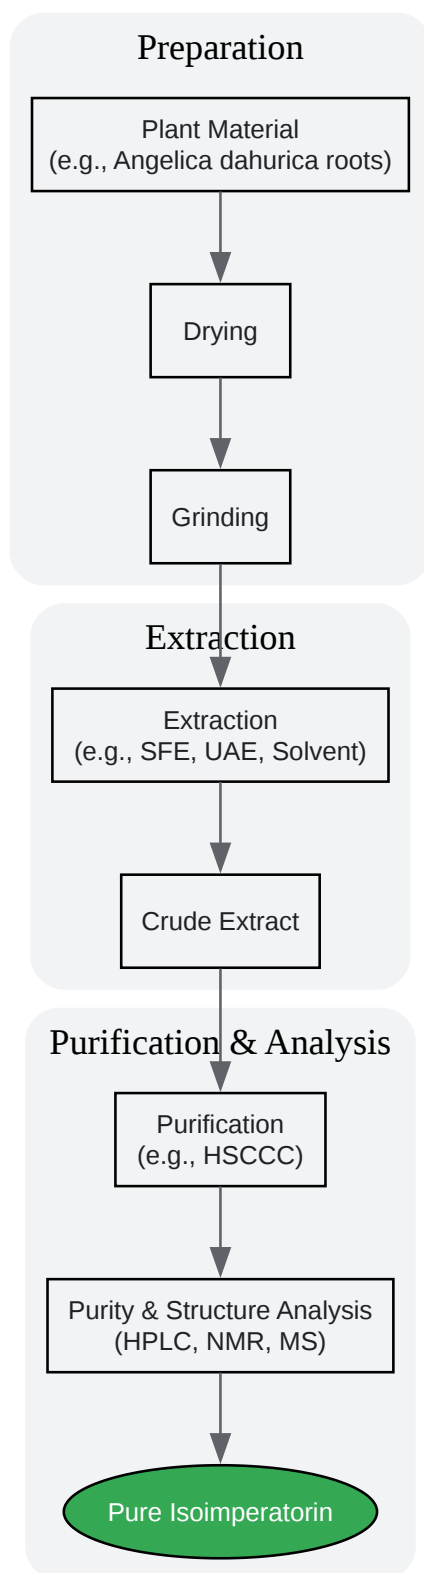 Preparation
Plant Material
(e.g., Angelica dahurica roots)
Drying
Grinding
Extraction
Extraction
(e.g., SFE, UAE, Solvent)
Crude Extract
Purification & Analysis
Purification
(e.g., HSCCC)
Purity & Structure Analysis
(HPLC, NMR, MS)
Pure Isoimperatorin